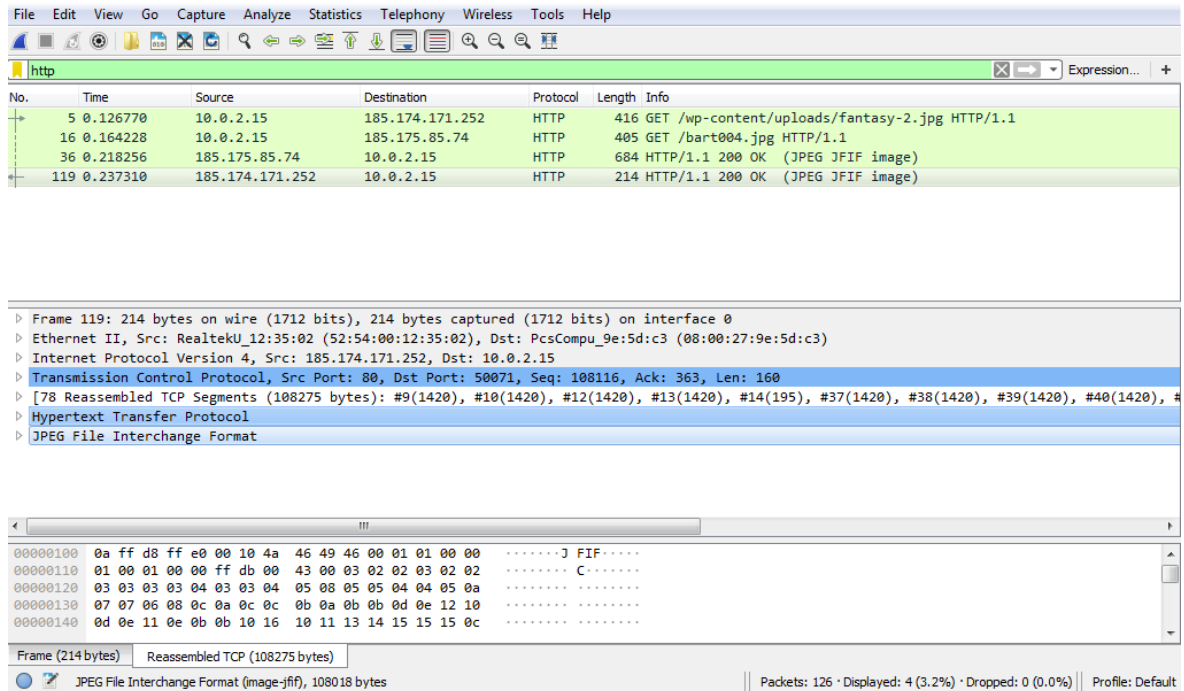 File Edit View Go Capture Analyze Statistics Telephony Wireless Tools Help
http Expression... +
No. Time Source Destination Protocol Length Info
5 0.126770 10.0.2.15 185.174.171.252 HTTP 416 GET /wp-content/uploads/fantasy-2.jpg HTTP/1.1
16 0.164228 10.0.2.15 185.175.85.74 HTTP 405 GET /bart004.jpg HTTP/1.1
36 0.218256 185.175.85.74 10.0.2.15 HTTP 684 HTTP/1.1 200 OK (JPEG JFIF image)
119 0.237310 185.174.171.252 10.0.2.15 HTTP 214 HTTP/1.1 200 OK (JPEG JFIF image)
Frame 119: 214 bytes on wire (1712 bits), 214 bytes captured (1712 bits) on interface 0
Ethernet II, Src: RealtekU_12:35:02 (52:54:00:12:35:02), Dst: PcsCompu_9e:5d:c3 (08:00:27:9e:5d:c3)
Internet Protocol Version 4, Src: 185.174.171.252, Dst: 10.0.2.15
Transmission Control Protocol, Src Port: 80, Dst Port: 50071, Seq: 108116, Ack: 363, Len: 160
[78 Reassembled TCP Segments (108275 bytes): #9(1420), #10(1420), #12(1420), #13(1420), #14(195), #37(1420), #38(1420), #39(1420), #40(1420), #
Hypertext Transfer Protocol
JPEG File Interchange Format
00000100 0a ff d8 ff e0 00 10 4a 46 49 46 00 01 01 00 00 ·······J FIF·····
00000110 01 00 01 00 00 ff db 00 43 00 03 02 02 03 02 02 ········ C·······
00000120 03 03 03 03 04 03 03 04 05 08 05 05 04 04 05 0a ········ ········
00000130 07 07 06 08 0c 0a 0c 0c 0b 0a 0b 0b 0d 0e 12 10 ········ ········
00000140 0d 0e 11 0e 0b 0b 10 16 10 11 13 14 15 15 15 0c ········ ········
Frame (214 bytes) Reassembled TCP (108275 bytes)
JPEG File Interchange Format (image-jfif), 108018 bytes Packets: 126 · Displayed: 4 (3.2%) · Dropped: 0 (0.0%) Profile: Default